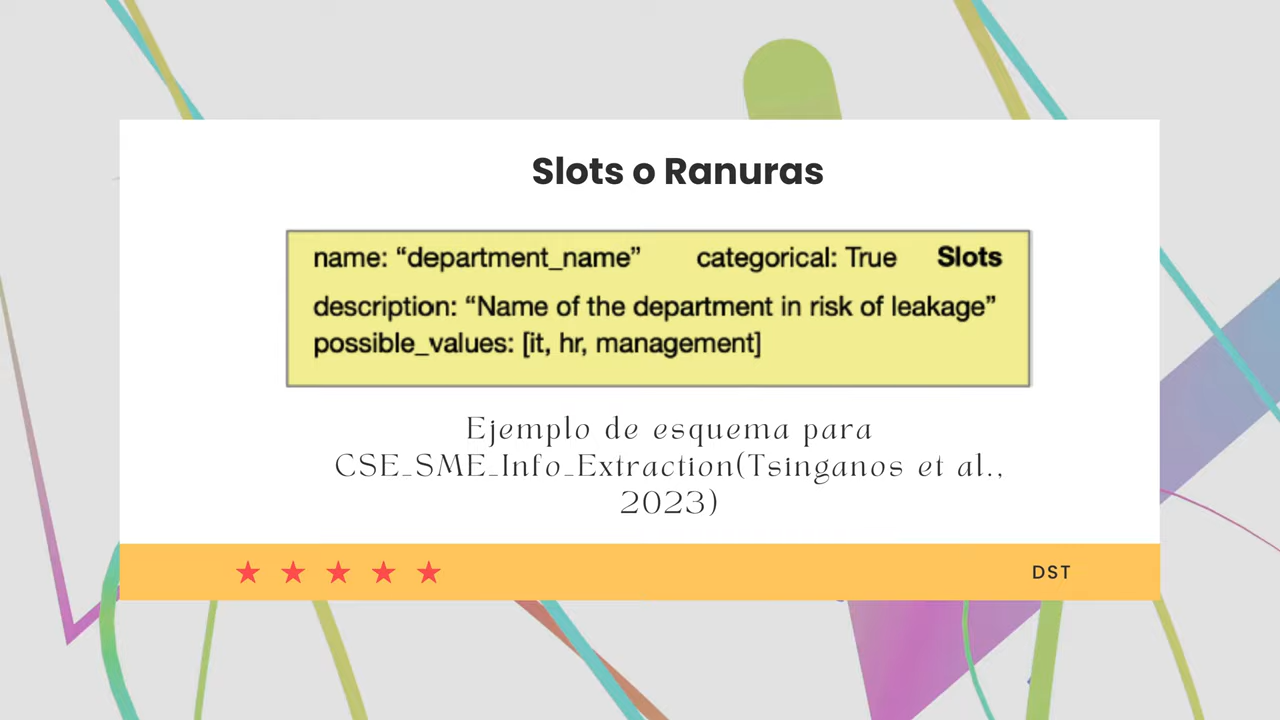 Slots o Ranuras
name: “department_name” categorical: True Slots
description: “Name of the department in risk of leakage”
possible_values: [it, hr, management]
Ejemplo de esquema para
CSE_SME_Info_Extraction(Tsinganos et al.,
2023)
DST